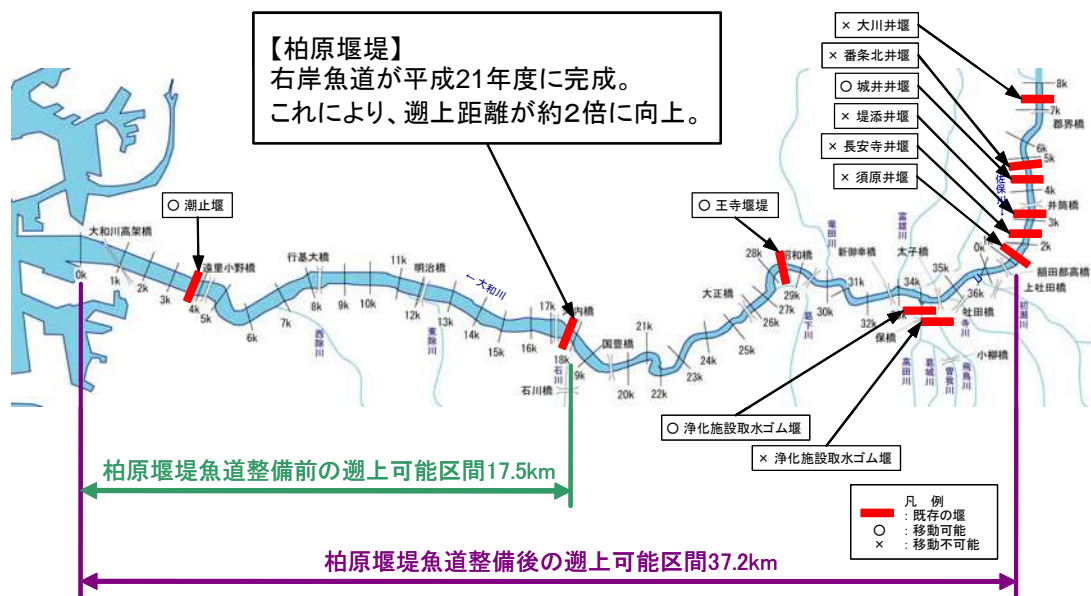 【柏原堰堤】
右岸魚道が平成21年度に完成。
これにより、遡上距離が約２倍に向上。
× 大川井堰
× 番条北井堰
○ 城井井堰
× 堤添井堰
× 長安寺井堰
× 須原井堰
○ 潮止堰
○ 王寺堰堤
大和川高架橋
遠里小野橋
行基大橋
明治橋
←大和川
内橋
国豊橋
大正橋
昭和橋
竜田川
新御幸橋
富雄川
太子橋
佐保川→
郡界橋
井筒橋
額田部高橋
上吐田橋
初瀬川
吐田橋
寺川
小柳橋
飛鳥川
曽我川
葛城川
高田川
保橋
葛下川
石川
石川橋
東除川
西除川
0k
1k
2k
3k
4k
5k
6k
7k
8k
9k
10k
11k
12k
13k
14k
15k
16k
17k
18k
9k
20k
21k
22k
23k
24k
25k
26k
27k
28k
29k
30k
31k
32k
34k
35k
36k
0k
2k
3k
4k
5k
6k
7k
8k
○ 浄化施設取水ゴム堰
× 浄化施設取水ゴム堰
柏原堰堤魚道整備前の遡上可能区間17.5km
柏原堰堤魚道整備後の遡上可能区間37.2km
凡 例
：既存の堰
○ ：移動可能
× ：移動不可能